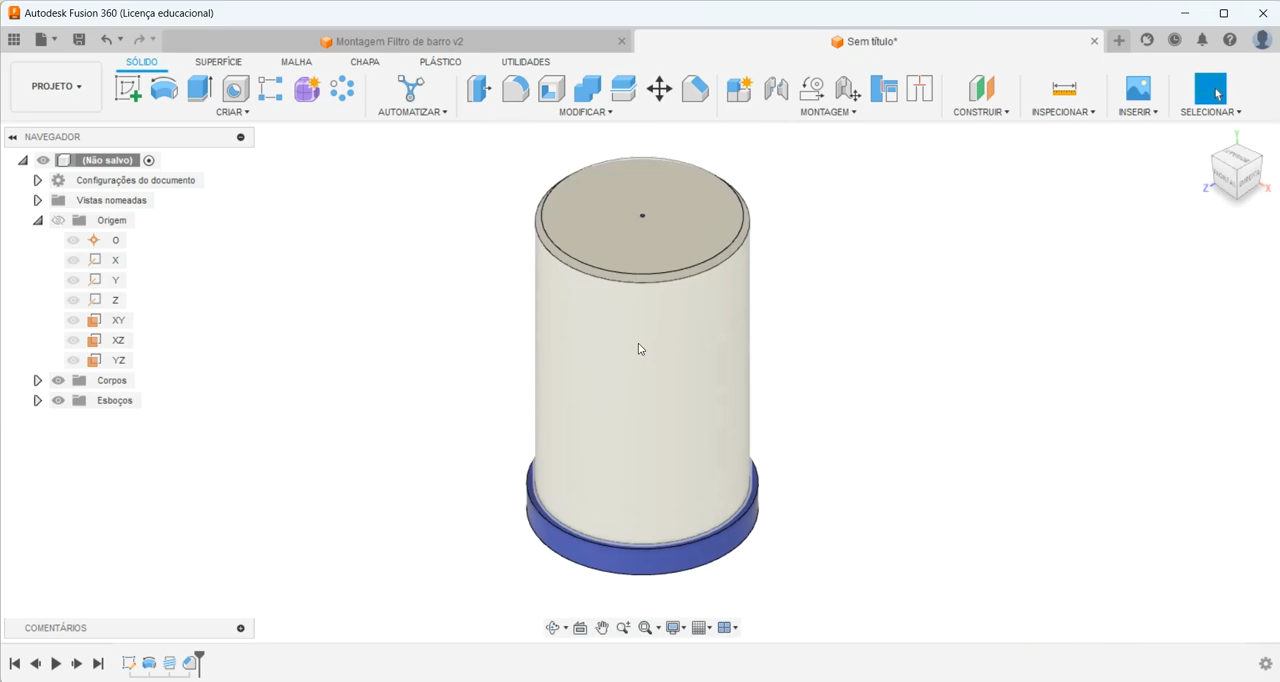 Autodesk Fusion 360 (Licença educacional)
Montagem Filtro de barro v2
Sem título*
SÓLIDO SUPERFÍCIE MALHA CHAPA PLÁSTICO UTILIDADES
PROJETO
CRIAR AUTOMATIZAR MODIFICAR MONTAGEM CONSTRUIR INSPECIONAR INSERIR SELECIONAR
NAVEGADOR
(Não salvo)
Configurações do documento
Vistas nomeadas
Origem
O
X
Y
Z
XY
XZ
YZ
Corpos
Esboços
Y
Z
X
FRONTAL DIREITA
COMENTÁRIOS